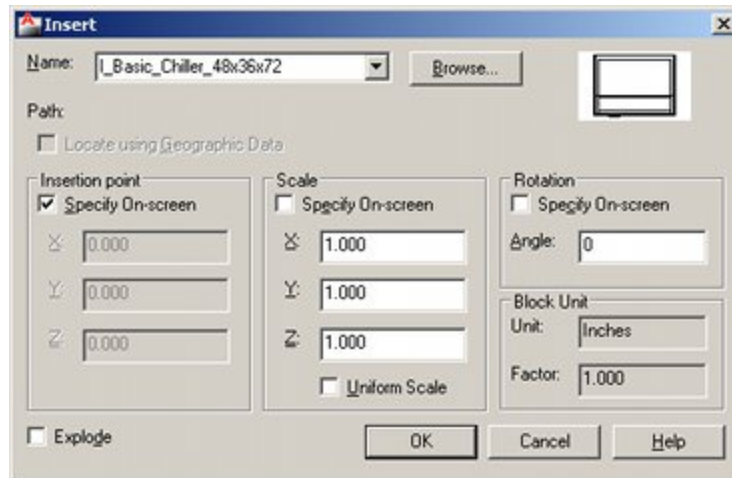 Insert
Name: I_Basic_Chiller_48x36x72 Browse...
Path:
Locate using Geographic Data
Insertion point
Specify On-screen
X: 0.000
Y: 0.000
Z: 0.000
Scale
Specify On-screen
X: 1.000
Y: 1.000
Z: 1.000
Uniform Scale
Rotation
Specify On-screen
Angle: 0
Block Unit
Unit: Inches
Factor: 1.000
Explode
OK Cancel Help